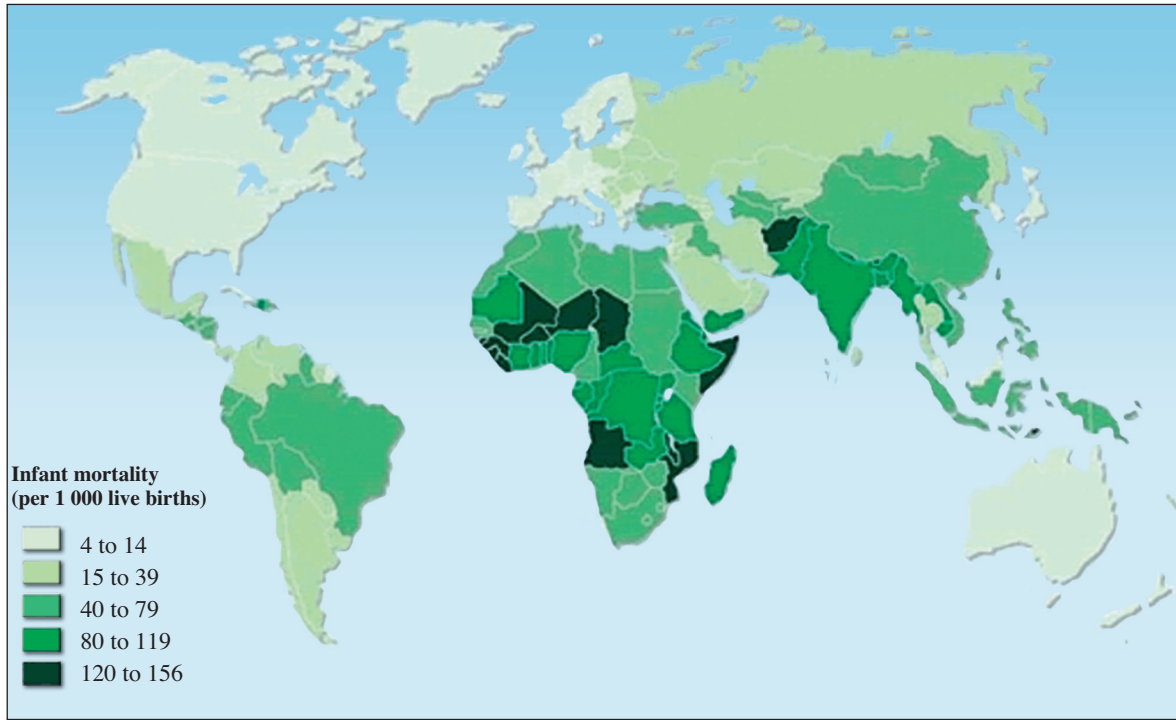 Infant mortality
(per 1 000 live births)
4 to 14
15 to 39
40 to 79
80 to 119
120 to 156